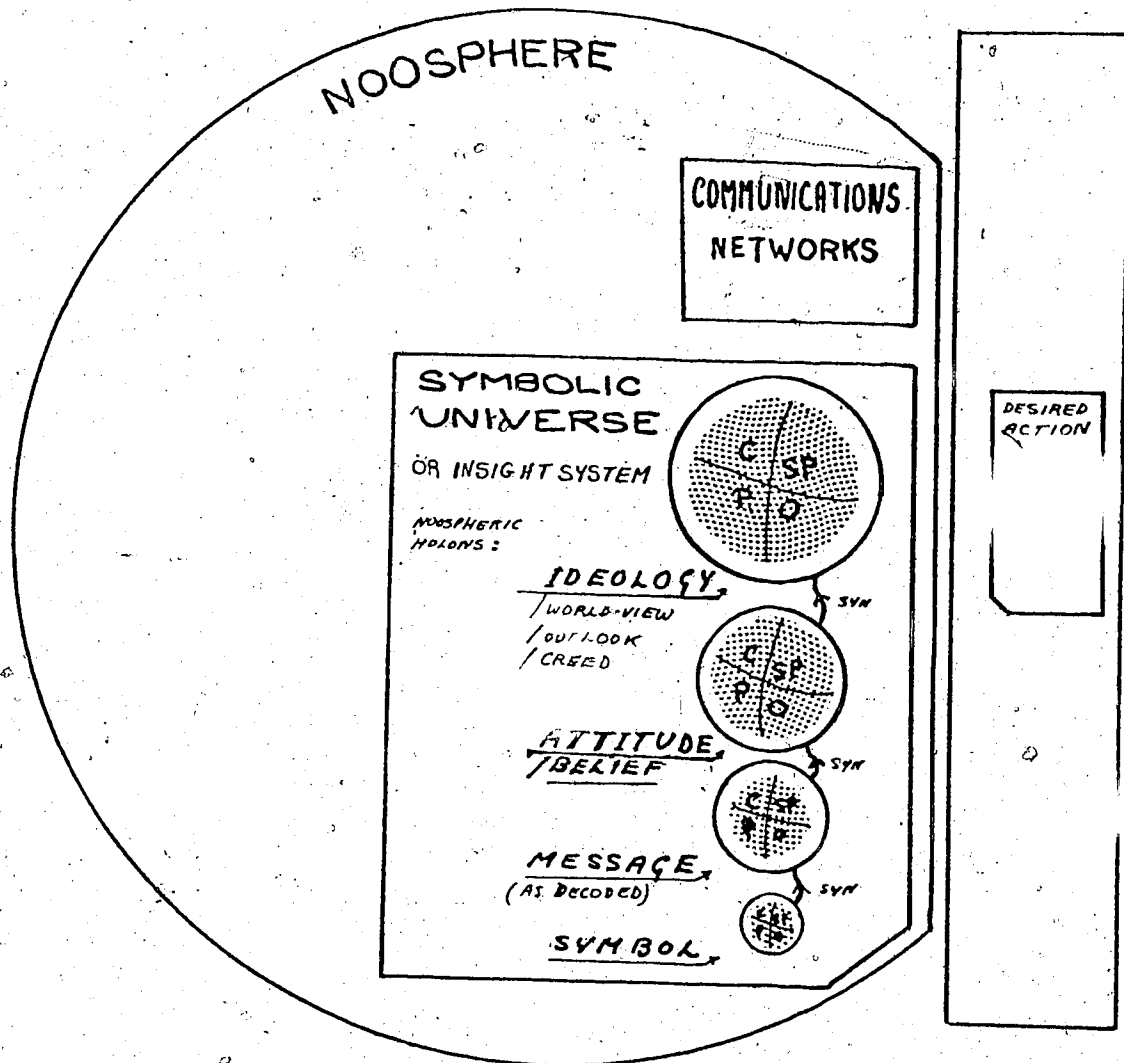 NOOSPHERE
COMMUNICATIONS
NETWORKS
SYMBOLIC
UNIVERSE
OR INSIGHT SYSTEM
NOOSPHERIC
HOLONS:
C SP
P O
IDEOLOGY
/WORLD-VIEW
/OUTLOOK
/CREED
SYN
C SP
P O
ATTITUDE
/BELIEF
SYN
C SP
MESSAGE
(AS DECODED)
SYN
SYMBOL
DESIRED
ACTION